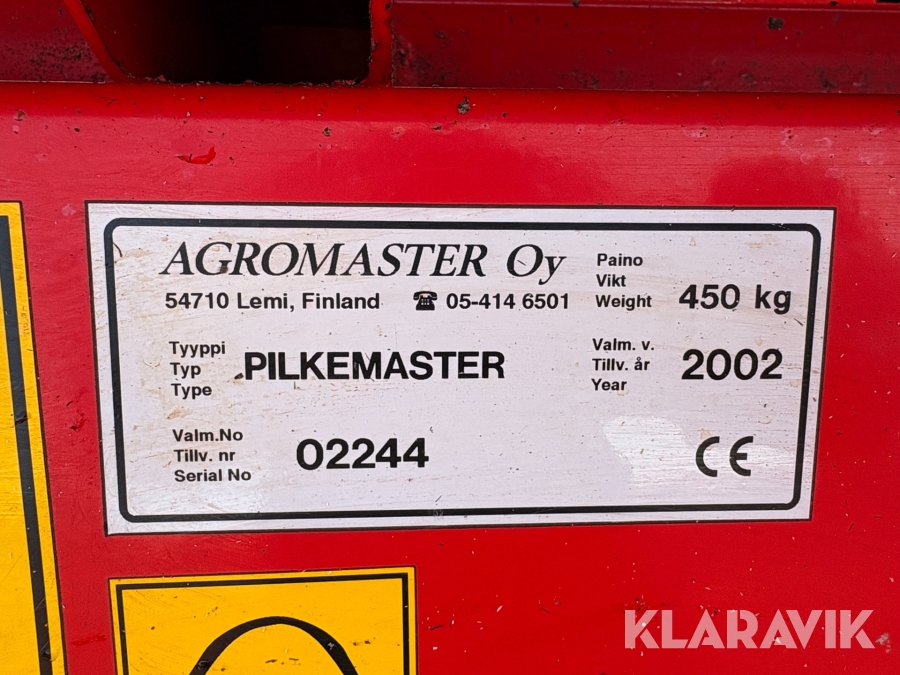 AGROMASTER Oy
54710 Lemi, Finland ☎ 05-414 6501
Paino
Vikt
Weight 450 kg
Tyyppi
Typ
Type PILKEMASTER
Valm. v.
Tillv. år
Year 2002
Valm.No
Tillv. nr
Serial No 02244
CE
KLARAVIK